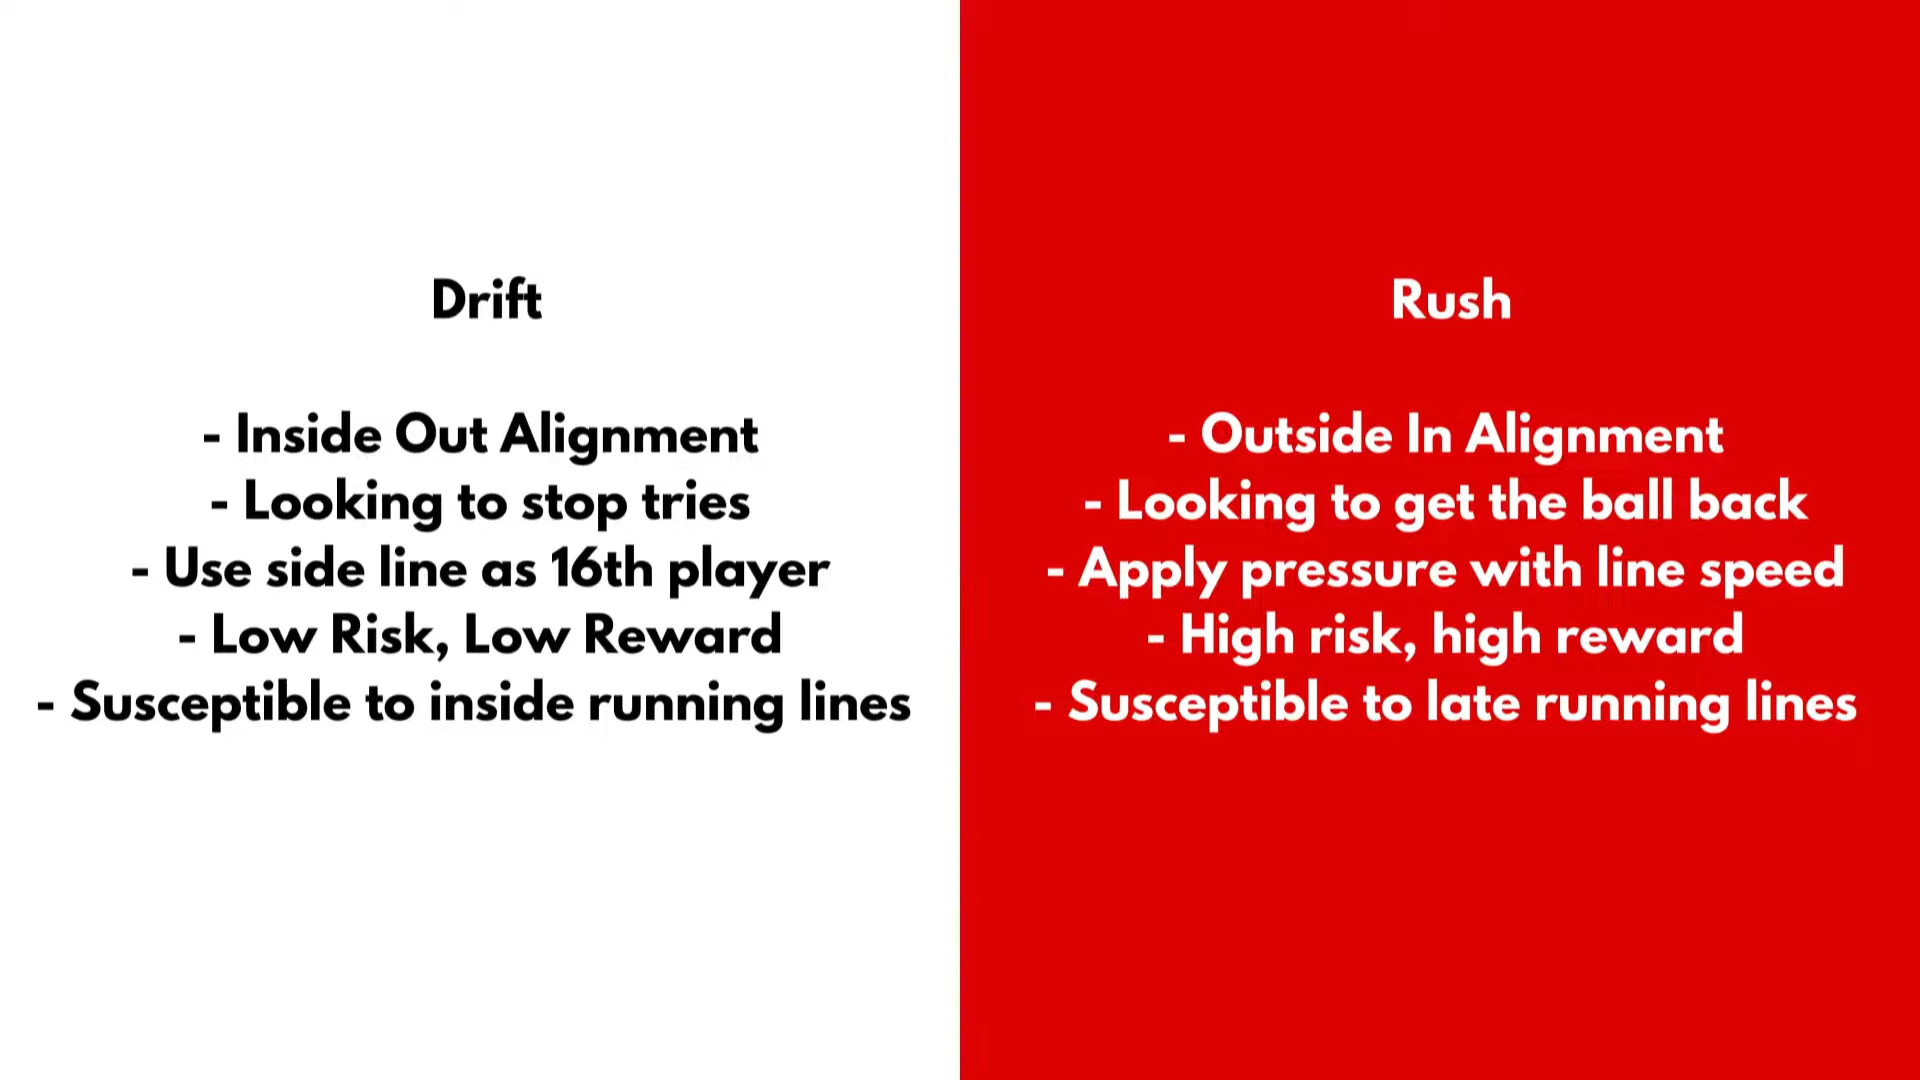 Drift
- Inside Out Alignment
- Looking to stop tries
- Use side line as 16th player
- Low Risk, Low Reward
- Susceptible to inside running lines
Rush
- Outside In Alignment
- Looking to get the ball back
- Apply pressure with line speed
- High risk, high reward
- Susceptible to late running lines